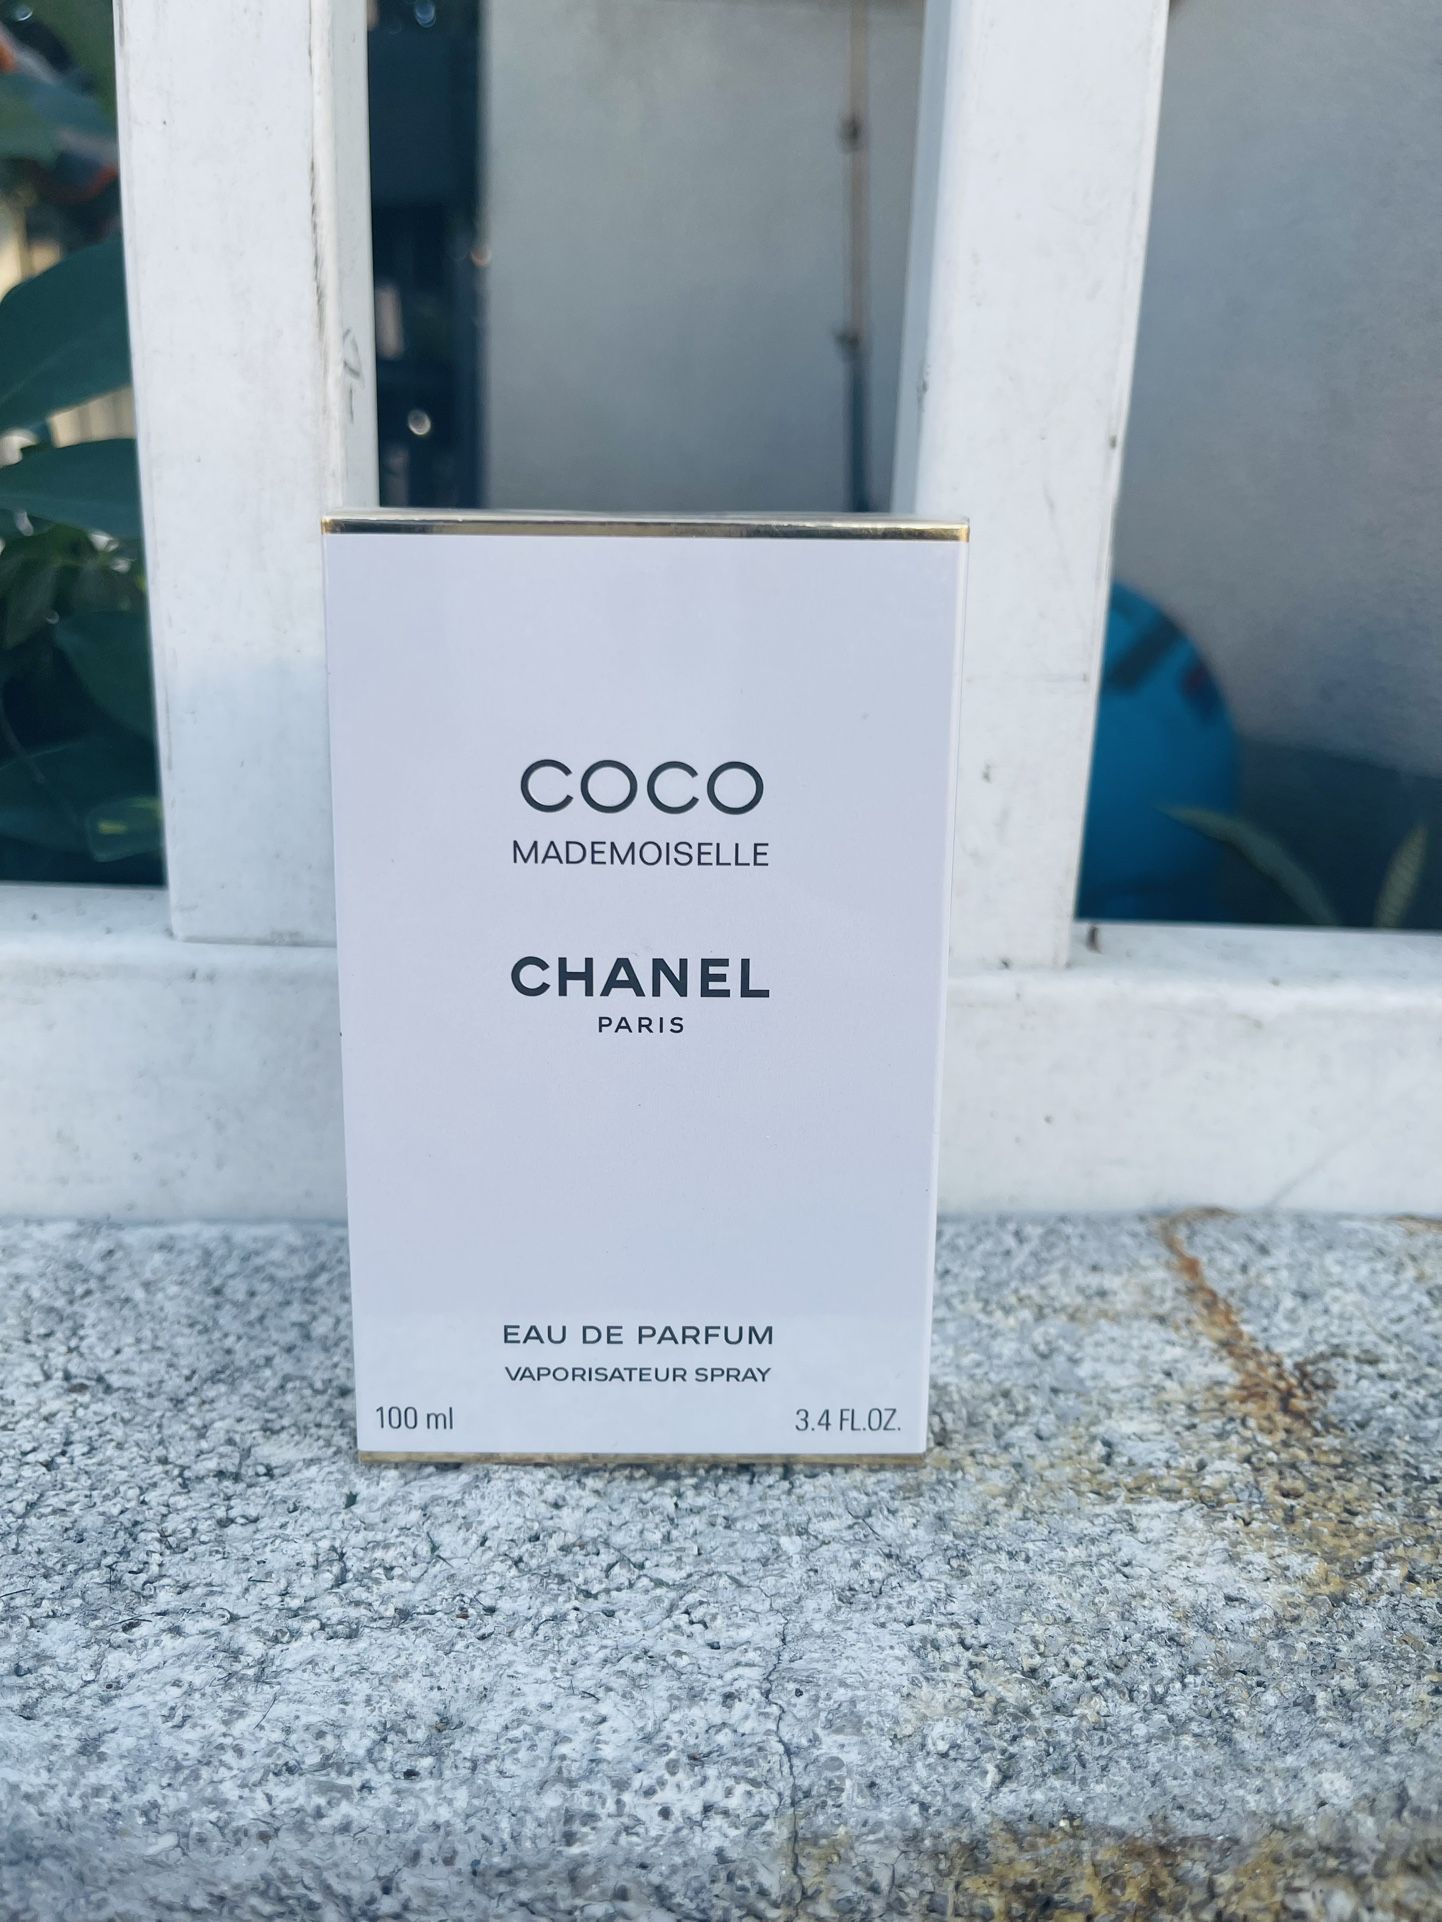 COCO
MADEMOISELLE
CHANEL
PARIS
EAU DE PARFUM
VAPORISATEUR SPRAY
100 ml 3.4 FL.OZ.